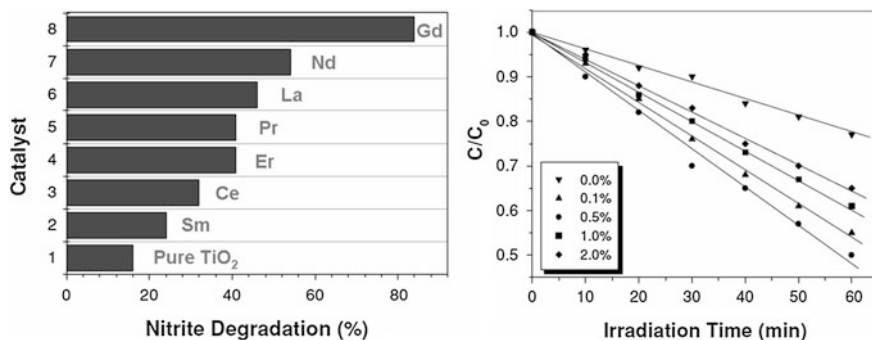 8
Gd
7
Nd
6
La
5
Pr
4
Er
3
Ce
2
Sm
1
Pure TiO₂
Catalyst
0 20 40 60 80
Nitrite Degradation (%)
1.0
0.9
0.8
0.7
0.6
0.5
C/C₀
0.0%
0.1%
0.5%
1.0%
2.0%
0 10 20 30 40 50 60
Irradiation Time (min)